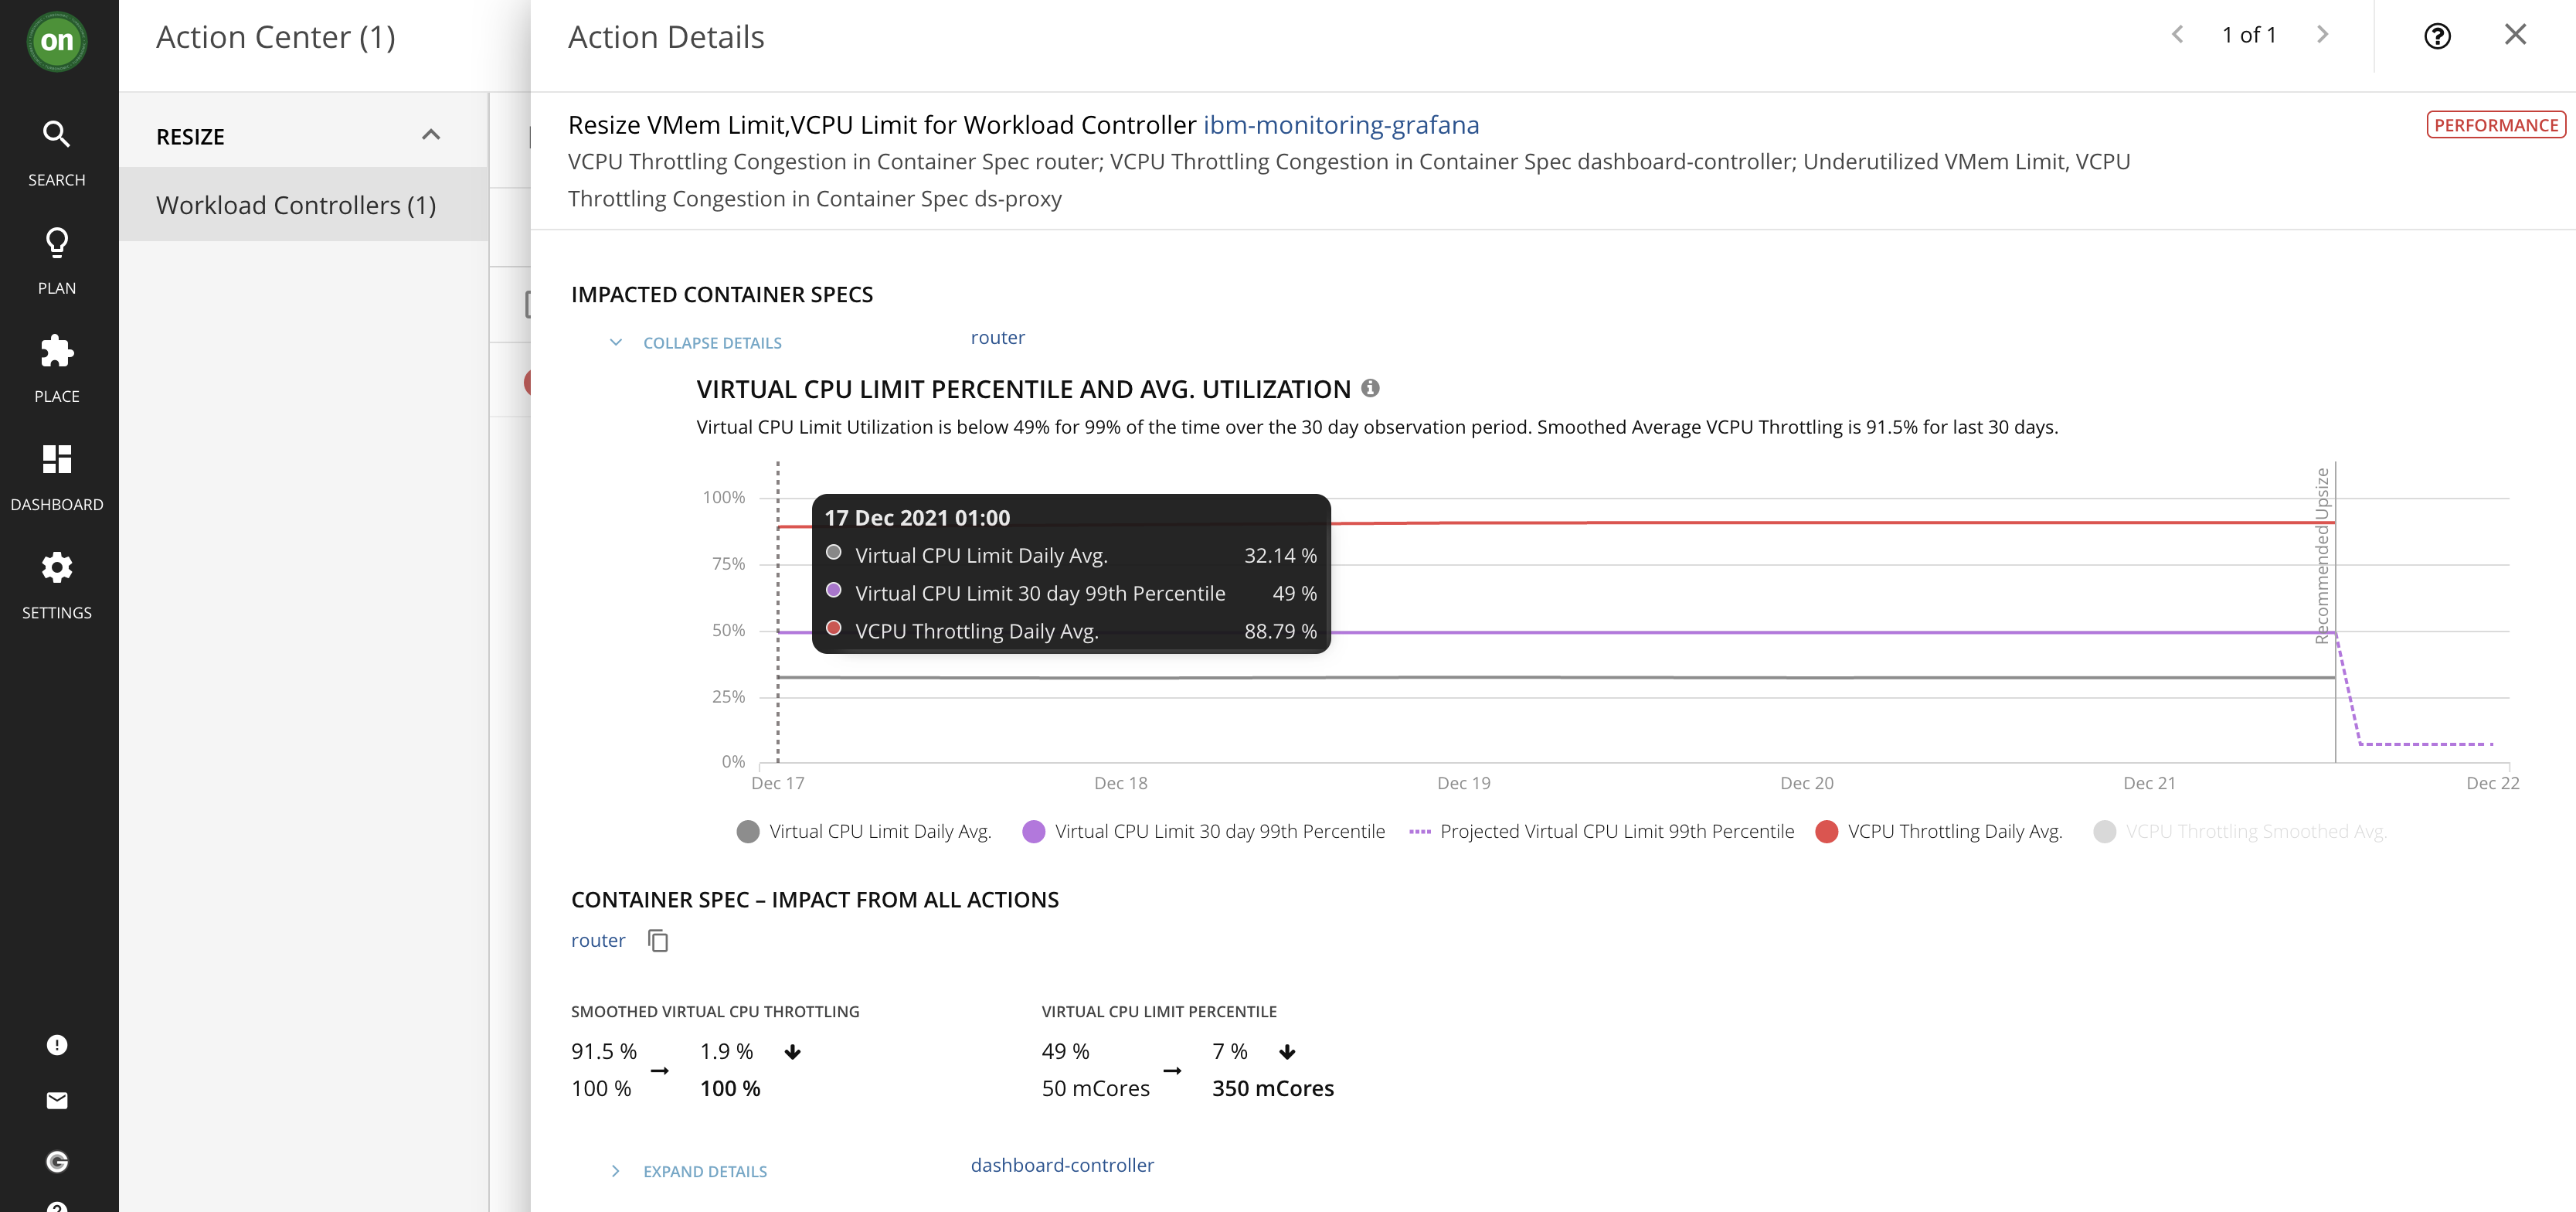 on
SEARCH
PLAN
PLACE
DASHBOARD
SETTINGS
Action Center (1)
RESIZE
Workload Controllers (1)
Action Details
1 of 1
Resize VMem Limit,VCPU Limit for Workload Controller ibm-monitoring-grafana
PERFORMANCE
VCPU Throttling Congestion in Container Spec router; VCPU Throttling Congestion in Container Spec dashboard-controller; Underutilized VMem Limit, VCPU
Throttling Congestion in Container Spec ds-proxy
IMPACTED CONTAINER SPECS
COLLAPSE DETAILS
router
VIRTUAL CPU LIMIT PERCENTILE AND AVG. UTILIZATION
Virtual CPU Limit Utilization is below 49% for 99% of the time over the 30 day observation period. Smoothed Average VCPU Throttling is 91.5% for last 30 days.
100%
75%
50%
25%
0%
17 Dec 2021 01:00
Virtual CPU Limit Daily Avg. 32.14 %
Virtual CPU Limit 30 day 99th Percentile 49 %
VCPU Throttling Daily Avg. 88.79 %
Recommended Upsize
Dec 17 Dec 18 Dec 19 Dec 20 Dec 21 Dec 22
Virtual CPU Limit Daily Avg. Virtual CPU Limit 30 day 99th Percentile Projected Virtual CPU Limit 99th Percentile VCPU Throttling Daily Avg. VCPU Throttling Smoothed Avg.
CONTAINER SPEC – IMPACT FROM ALL ACTIONS
router
SMOOTHED VIRTUAL CPU THROTTLING
91.5 % → 1.9 %
100 % 100 %
VIRTUAL CPU LIMIT PERCENTILE
49 % → 7 %
50 mCores 350 mCores
EXPAND DETAILS
dashboard-controller